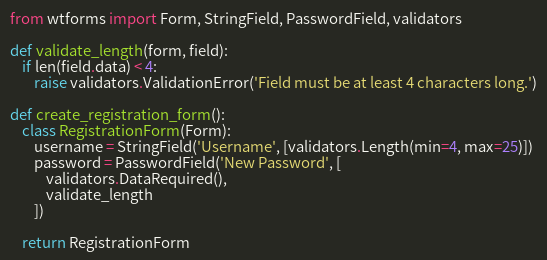 from wtforms import Form, StringField, PasswordField, validators

def validate_length(form, field):
    if len(field.data) < 4:
        raise validators.ValidationError('Field must be at least 4 characters long.')

def create_registration_form():
    class RegistrationForm(Form):
        username = StringField('Username', [validators.Length(min=4, max=25)])
        password = PasswordField('New Password', [
            validators.DataRequired(),
            validate_length
        ])

    return RegistrationForm